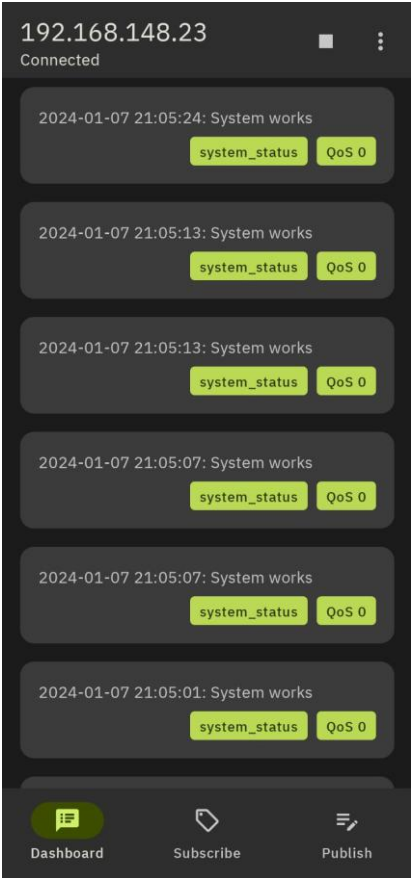 192.168.148.23
Connected
2024-01-07 21:05:24: System works
system_status QoS 0
2024-01-07 21:05:13: System works
system_status QoS 0
2024-01-07 21:05:13: System works
system_status QoS 0
2024-01-07 21:05:07: System works
system_status QoS 0
2024-01-07 21:05:07: System works
system_status QoS 0
2024-01-07 21:05:01: System works
system_status QoS 0
Dashboard Subscribe Publish